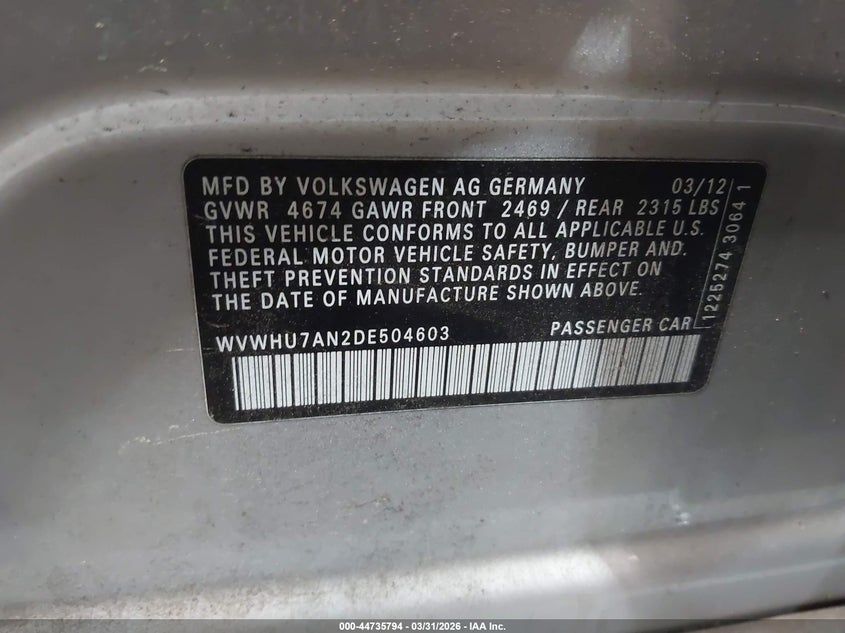 MFD BY VOLKSWAGEN AG GERMANY 03/12
GVWR 4674 GAWR FRONT 2469 / REAR 2315 LBS
THIS VEHICLE CONFORMS TO ALL APPLICABLE U.S.
FEDERAL MOTOR VEHICLE SAFETY, BUMPER AND
THEFT PREVENTION STANDARDS IN EFFECT ON
THE DATE OF MANUFACTURE SHOWN ABOVE.
WVWHU7AN2DE504603 PASSENGER CAR
1225274 30641
000-44735794 - 03/31/2026 - IAA Inc.